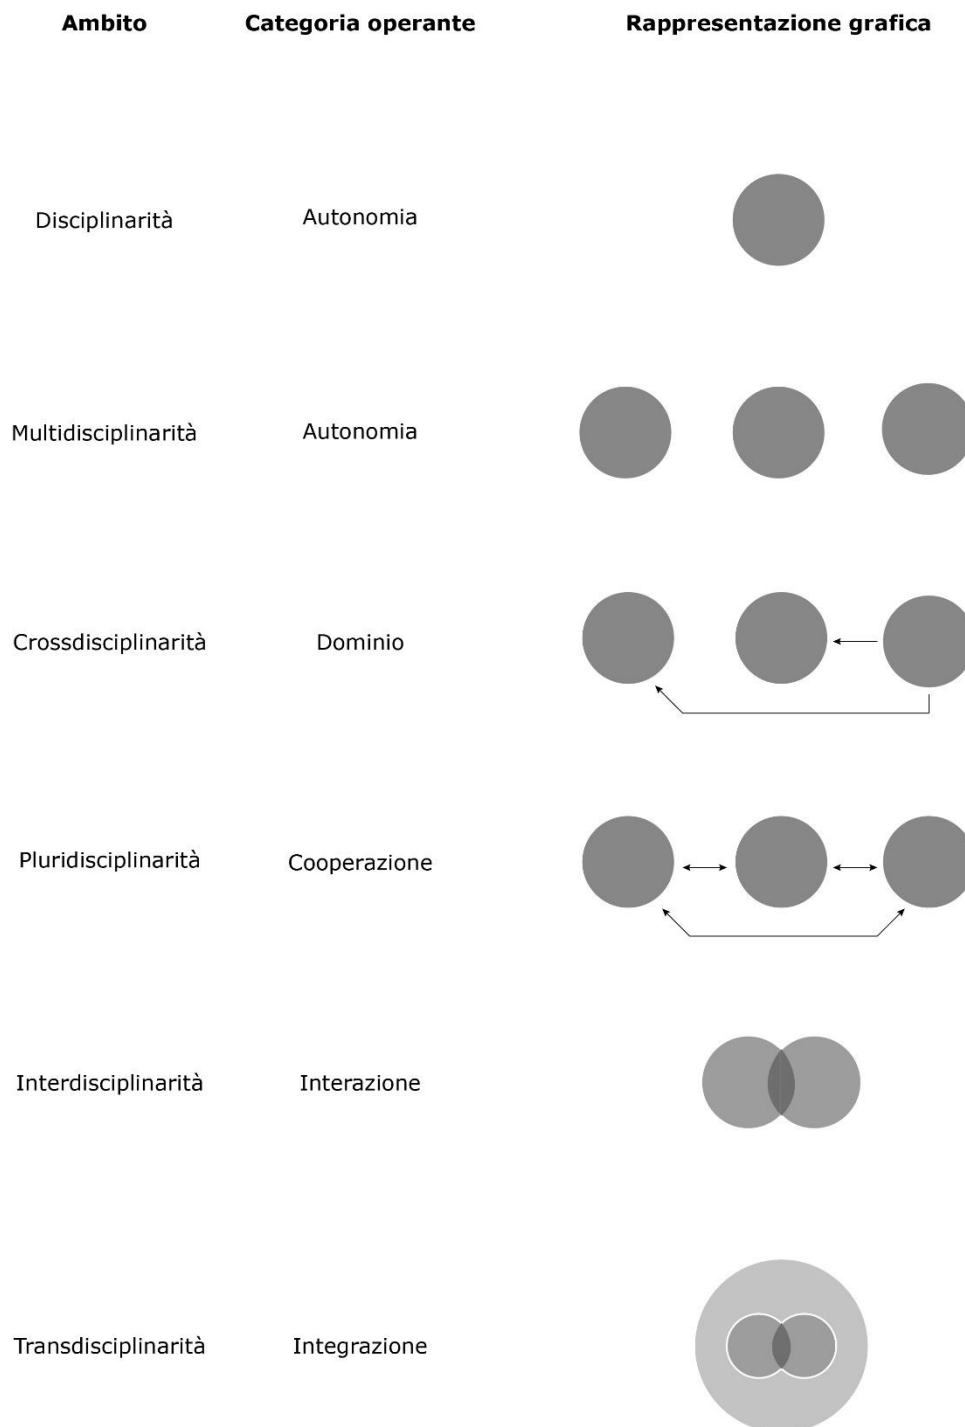 Ambito Categoria operante Rappresentazione grafica
Disciplinarità Autonomia
Multidisciplinarità Autonomia
Crossdisciplinarità Dominio
Pluridisciplinarità Cooperazione
Interdisciplinarità Interazione
Transdisciplinarità Integrazione